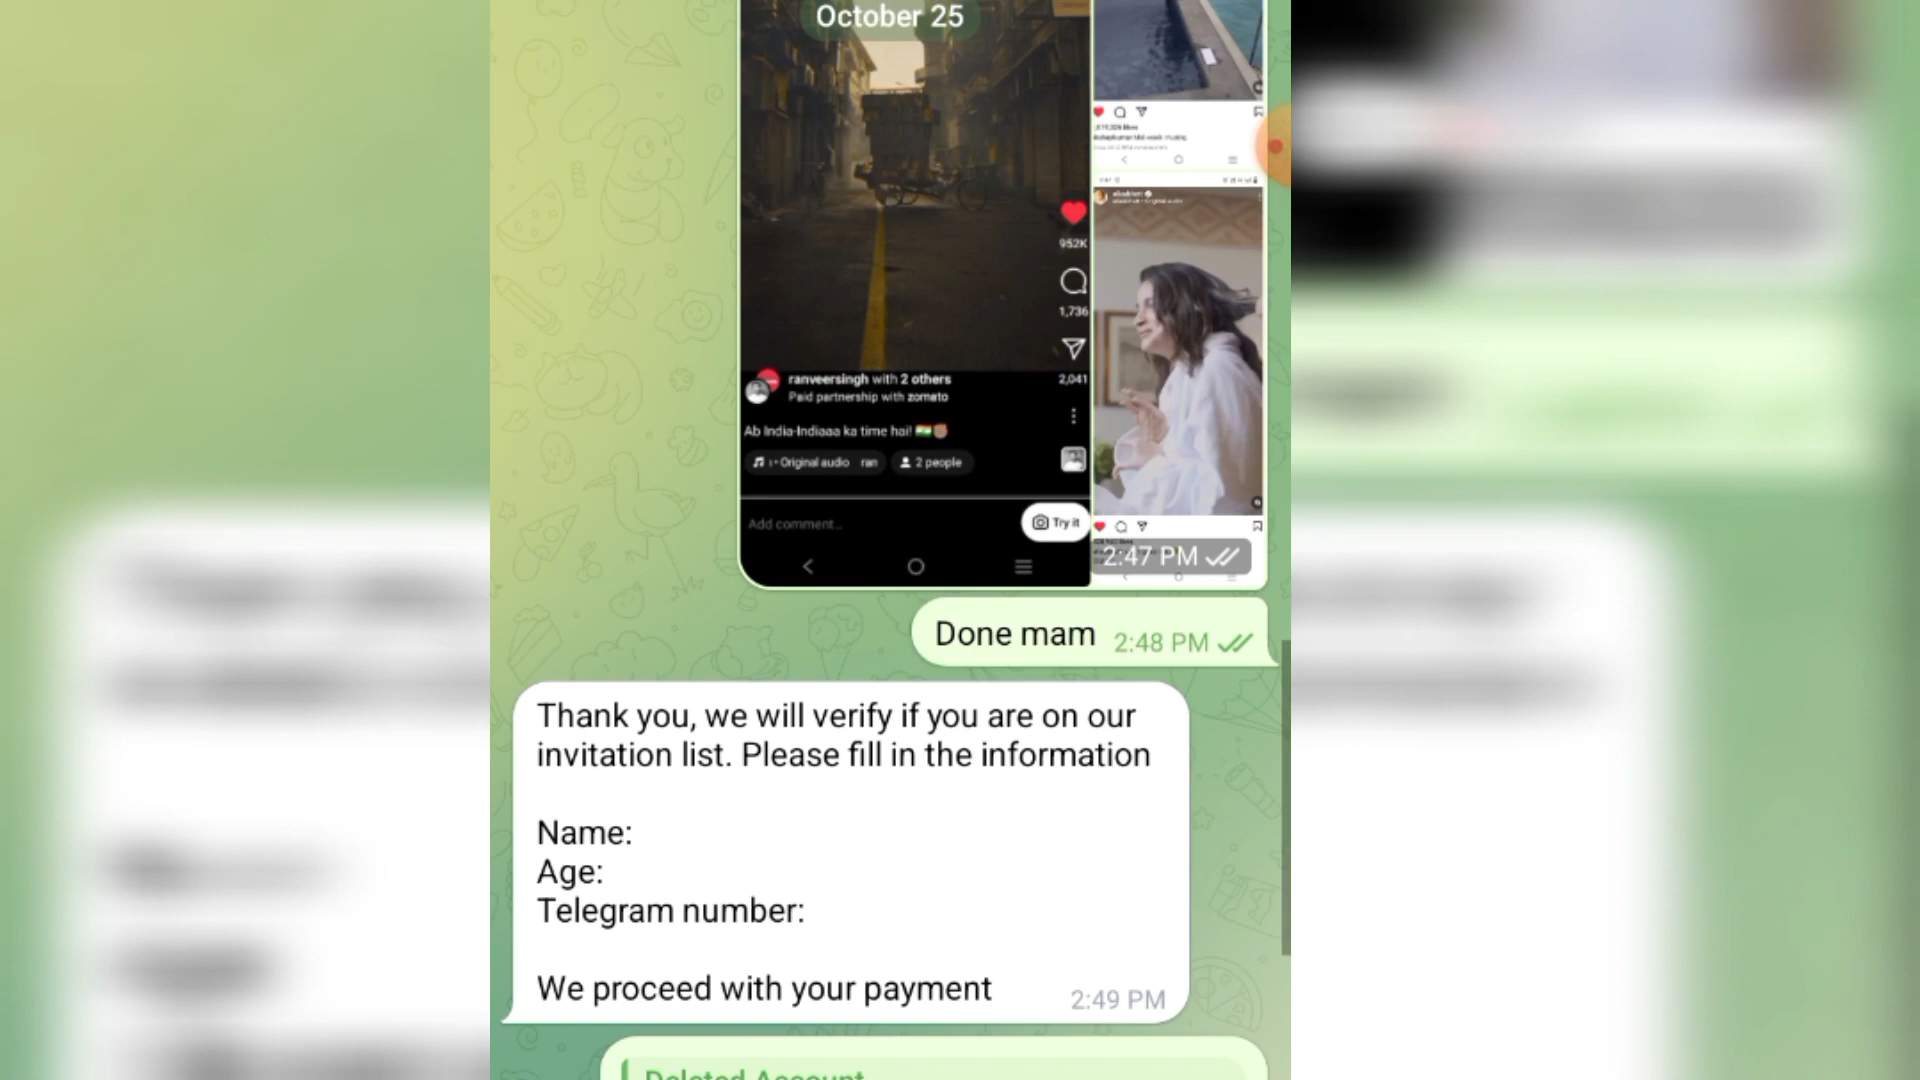 October 25
952K
1,736
ranveersingh with 2 others
2,041
Paid partnership with zomato
Ab India-Indiaaa ka time hai!
Original audio ran
2 people
Add comment...
Try it
2:47 PM
Done mam 2:48 PM
Thank you, we will verify if you are on our
invitation list. Please fill in the information
Name:
Age:
Telegram number:
We proceed with your payment
2:49 PM
Deleted Account